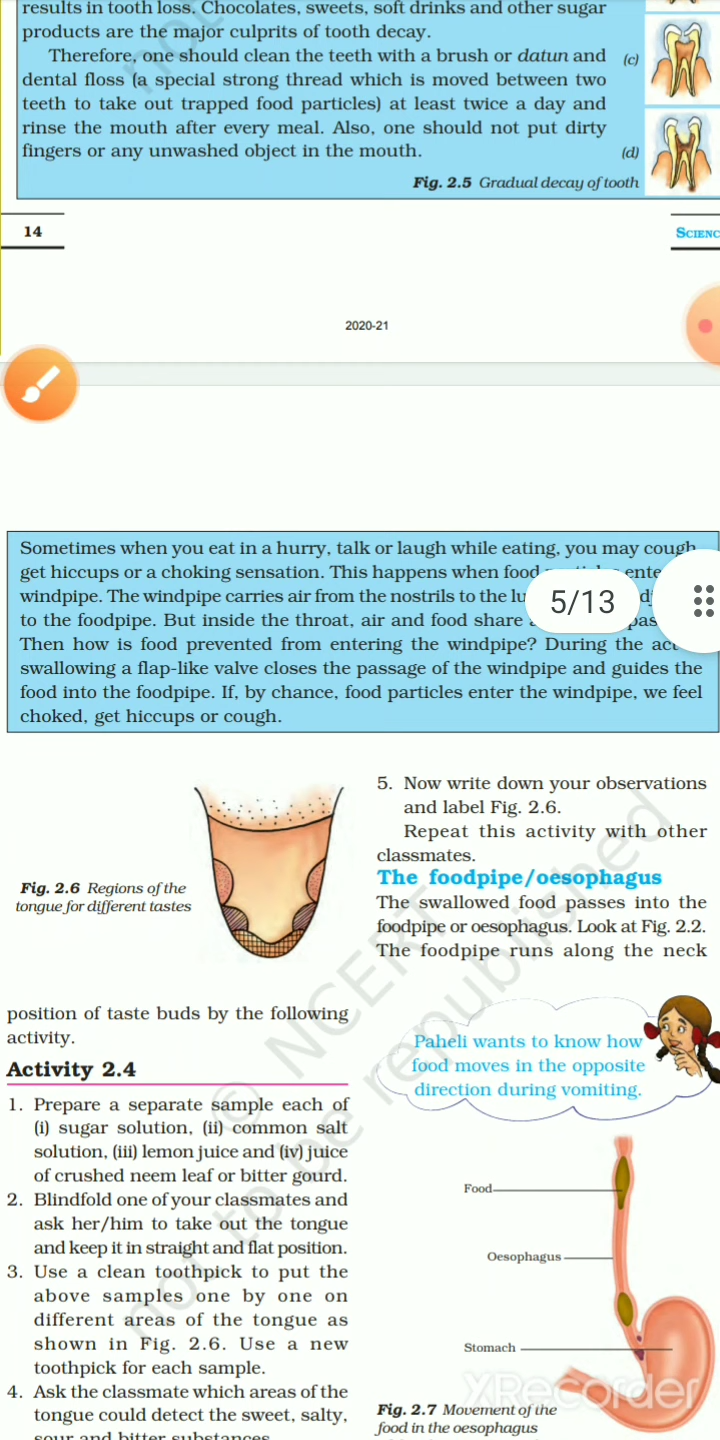 results in tooth loss. Chocolates, sweets, soft drinks and other sugar
products are the major culprits of tooth decay.
Therefore, one should clean the teeth with a brush or datun and
dental floss (a special strong thread which is moved between two
teeth to take out trapped food particles) at least twice a day and
rinse the mouth after every meal. Also, one should not put dirty
fingers or any unwashed object in the mouth.
(c)
(d)
Fig. 2.5 Gradual decay of tooth
14
SCIENC
2020-21
Sometimes when you eat in a hurry, talk or laugh while eating, you may cough,
get hiccups or a choking sensation. This happens when food
windpipe. The windpipe carries air from the nostrils to the
5/13
to the foodpipe. But inside the throat, air and food share
Then how is food prevented from entering the windpipe? During the
swallowing a flap-like valve closes the passage of the windpipe and guides the
food into the foodpipe. If, by chance, food particles enter the windpipe, we feel
choked, get hiccups or cough.
Fig. 2.6 Regions of the
tongue for different tastes
position of taste buds by the following
activity.
Activity 2.4
1. Prepare a separate sample each of
(i) sugar solution, (ii) common salt
solution, (iii) lemon juice and (iv) juice
of crushed neem leaf or bitter gourd.
2. Blindfold one of your classmates and
ask her/him to take out the tongue
and keep it in straight and flat position.
3. Use a clean toothpick to put the
above samples one by one on
different areas of the tongue as
shown in Fig. 2.6. Use a new
toothpick for each sample.
4. Ask the classmate which areas of the
tongue could detect the sweet, salty,
sour and bitter substances
5. Now write down your observations
and label Fig. 2.6.
Repeat this activity with other
classmates.
The foodpipe/oesophagus
The swallowed food passes into the
foodpipe or oesophagus. Look at Fig. 2.2.
The foodpipe runs along the neck
Paheli wants to know how
food moves in the opposite
direction during vomiting.
Food
Oesophagus
Stomach
Fig. 2.7 Movement of the
food in the oesophagus
© NCERT
not to be republished
XRecorder